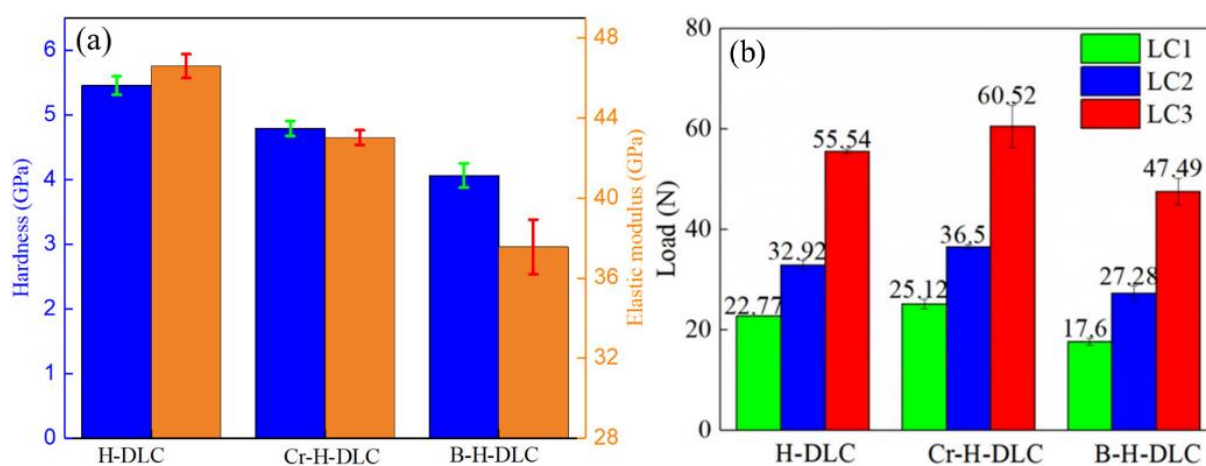 (a)
Hardness (GPa)
6
5
4
3
2
1
0
Elastic modulus (GPa)
48
44
40
36
32
28
H-DLC
Cr-H-DLC
B-H-DLC
(b)
LC1
LC2
LC3
Load (N)
80
60
40
20
0
22.77
32.92
55.54
25.12
36.5
60.52
17.6
27.28
47.49
H-DLC
Cr-H-DLC
B-H-DLC